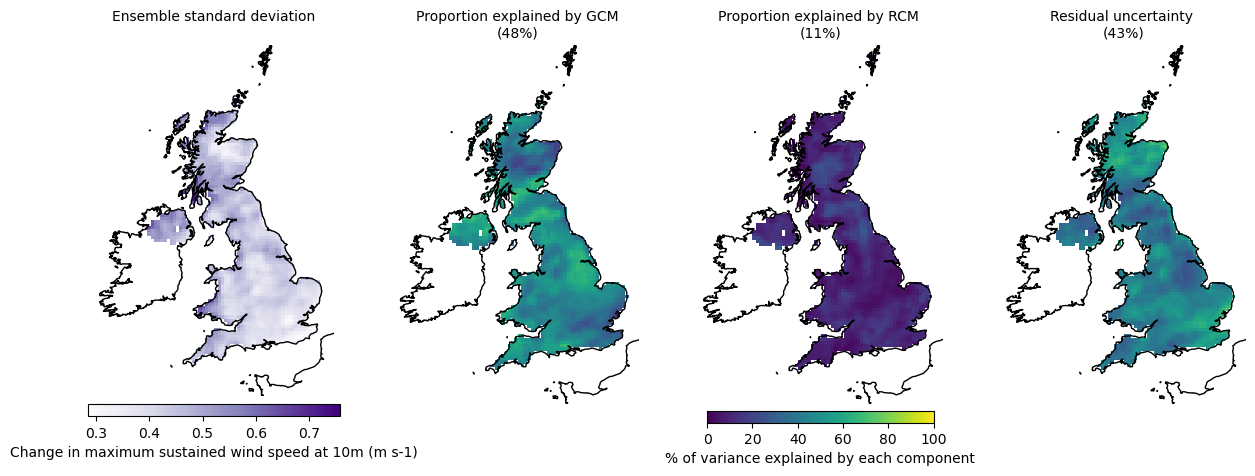 Ensemble standard deviation
Proportion explained by GCM
(48%)
Proportion explained by RCM
(11%)
Residual uncertainty
(43%)
0.3 0.4 0.5 0.6 0.7
Change in maximum sustained wind speed at 10m (m s-1)
0 20 40 60 80 100
% of variance explained by each component